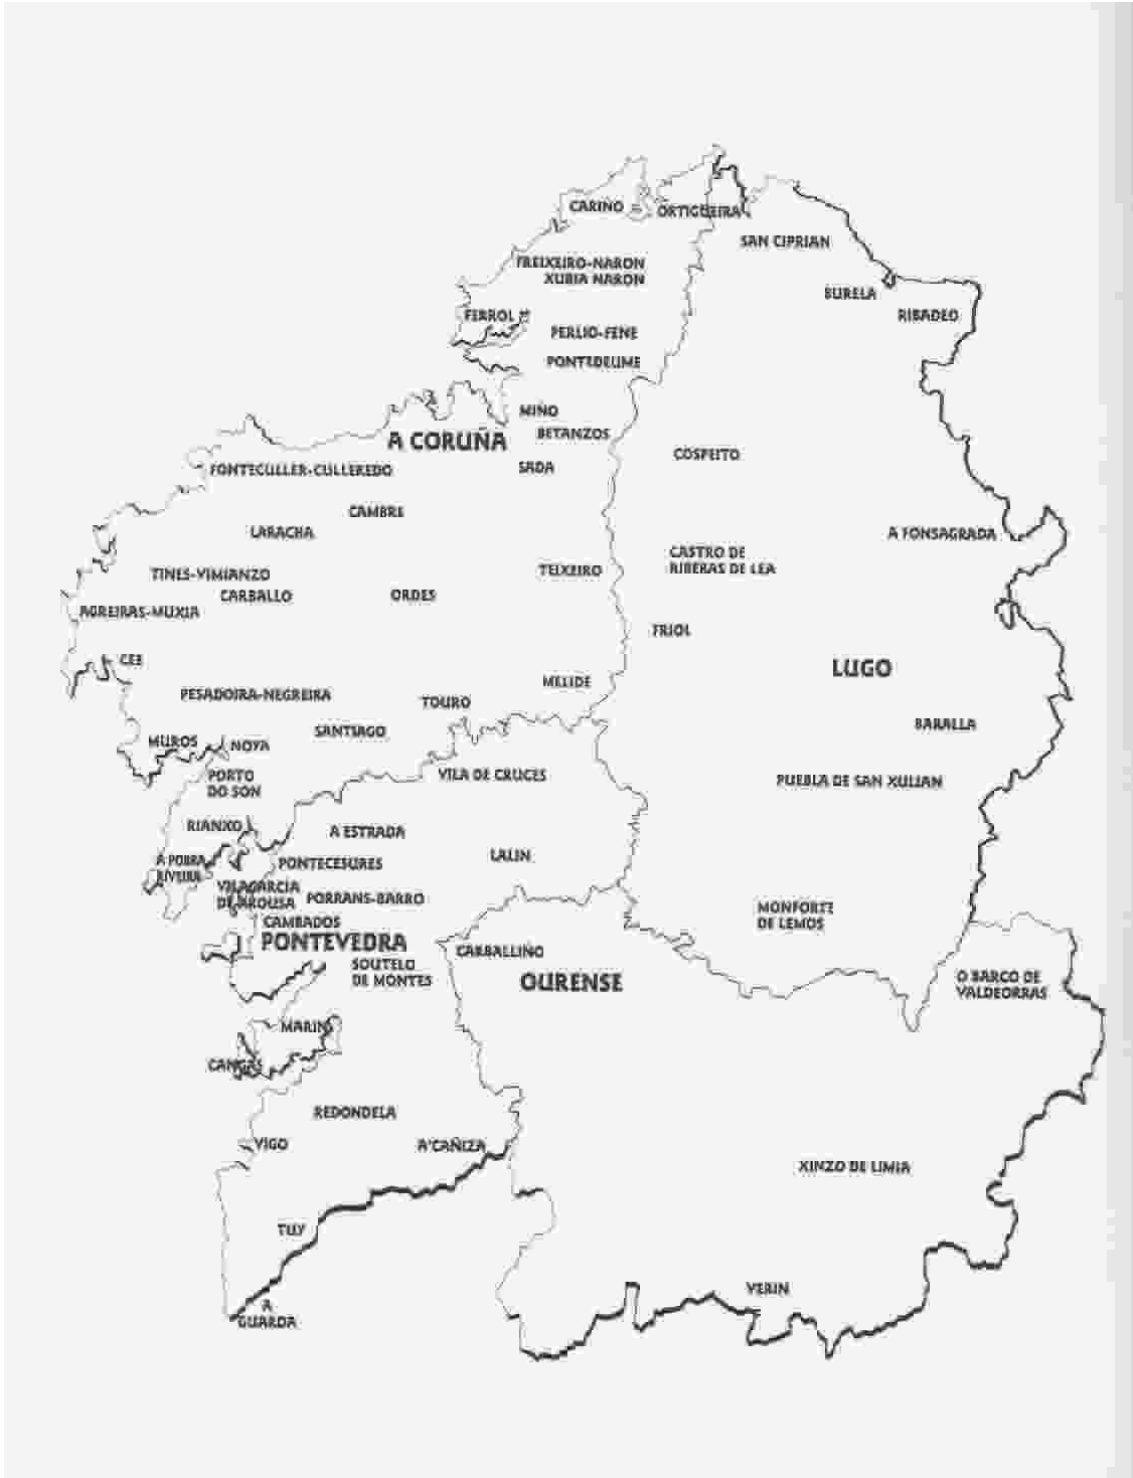 CARIÑO
ORTIGUEIRA
SAN CIPRIAN
FREIXEIRO-NARON
XUBIA NARON
BURELA
RIBADEO
FERROL
PERLIO-FENE
PONTEDEUME
MIÑO
BETANZOS
A CORUÑA
COSPEITO
FONTECULLER-CULLEREDO
SADA
CAMBRE
LARACHA
A FONSAGRADA
CASTRO DE
RIBERAS DE LEA
TINES-VIMIANZO
TEIXEIRO
CARBALLO
ORDES
AGREIRAS-MUXIA
FRIOL
CEE
LUGO
MELIDE
PESADOIRA-NEGREIRA
TOURO
BARALLA
SANTIAGO
MUROS
NOYA
VILA DE CRUCES
PUEBLA DE SAN XULIAN
PORTO
DO SON
RIANXO
A ESTRADA
LALIN
A POBRA
RIVEIRA
PONTECESURES
VILAGARCIA
DE AROUSA
PORRANS-BARRO
MONFORTE
DE LEMOS
CAMBADOS
PONTEVEDRA
CARBALLIÑO
SOUTELO
DE MONTES
OURENSE
O BARCO DE
VALDEORRAS
MARIN
CANGAS
REDONDELA
VIGO
A'CAÑIZA
XINZO DE LIMIA
TUY
VERIN
A
GUARDA